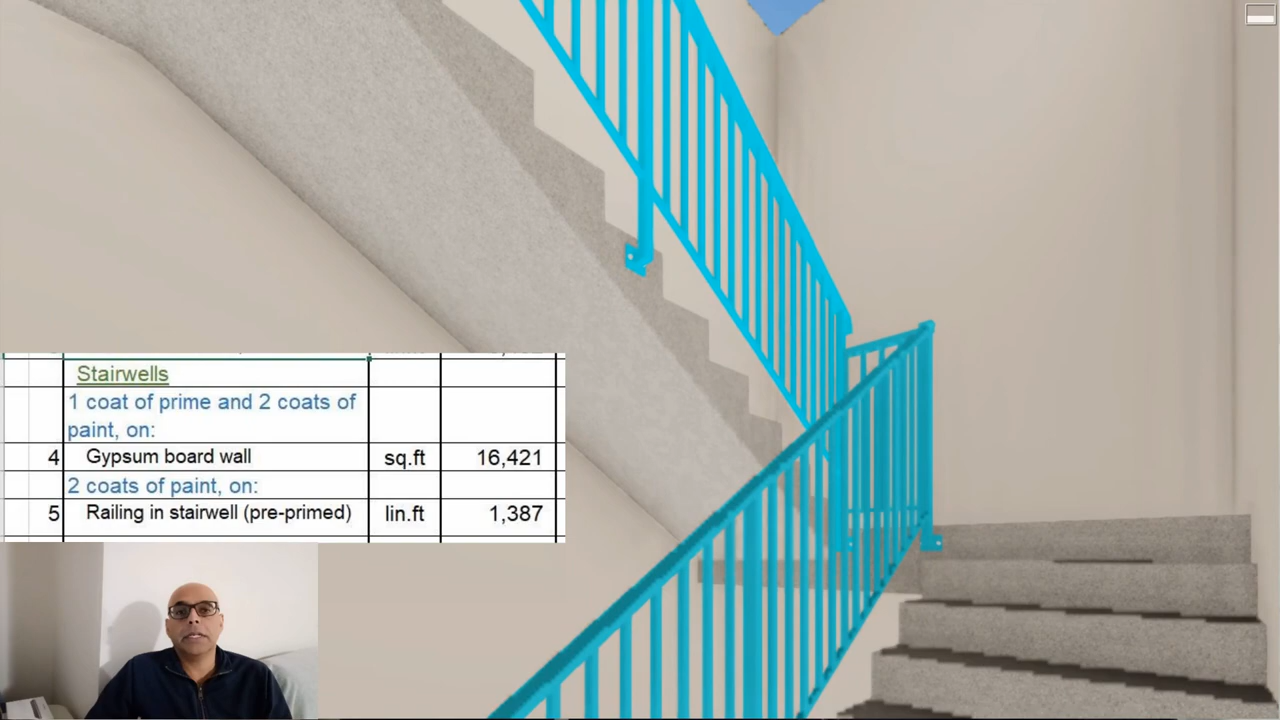 Stairwells
1 coat of prime and 2 coats of
paint, on:
4 Gypsum board wall sq.ft 16,421
2 coats of paint, on:
5 Railing in stairwell (pre-primed) lin.ft 1,387